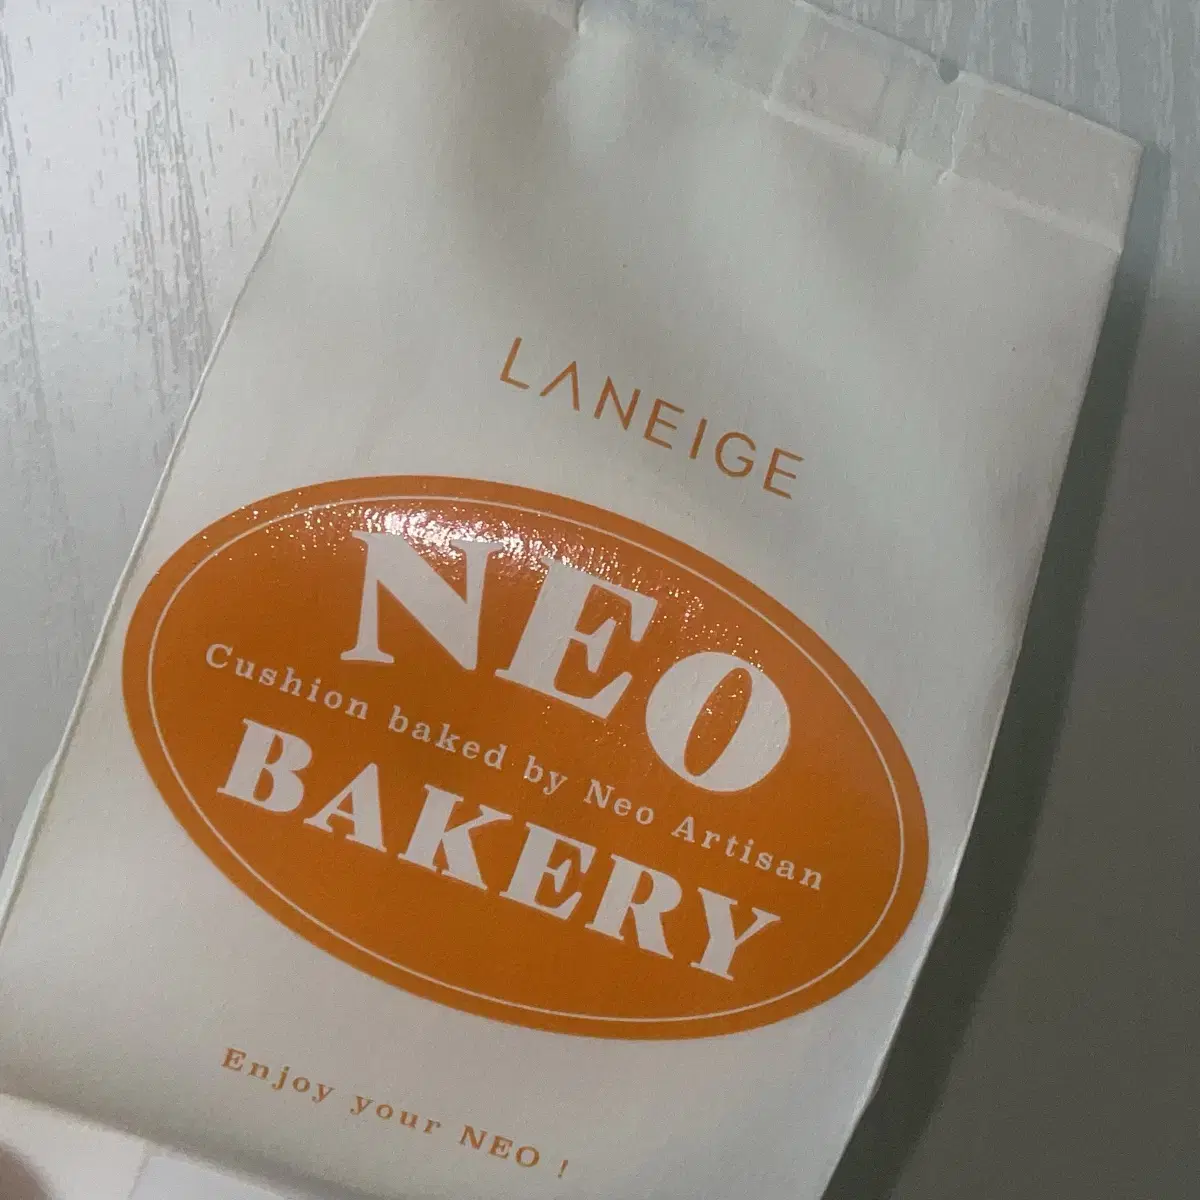 LANEIGE
NEO
Cushion baked by Neo Artisan
BAKERY
Enjoy your NEO !